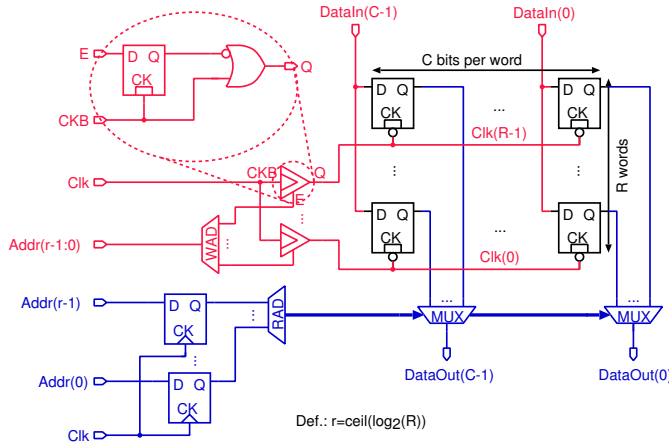 DataIn(C-1)
DataIn(0)
E
D Q
CK
Q
CKB
C bits per word
D Q
CK
...
D Q
CK
Clk(R-1)
R words
Clk
CKB
Q
E
...
...
...
Addr(r-1:0)
WAD
...
D Q
CK
...
D Q
CK
Clk(0)
Addr(r-1)
D Q
CK
...
RAD
...
MUX
...
MUX
...
Addr(0)
D Q
CK
DataOut(C-1)
DataOut(0)
Clk
Def.: r=ceil(log2(R))